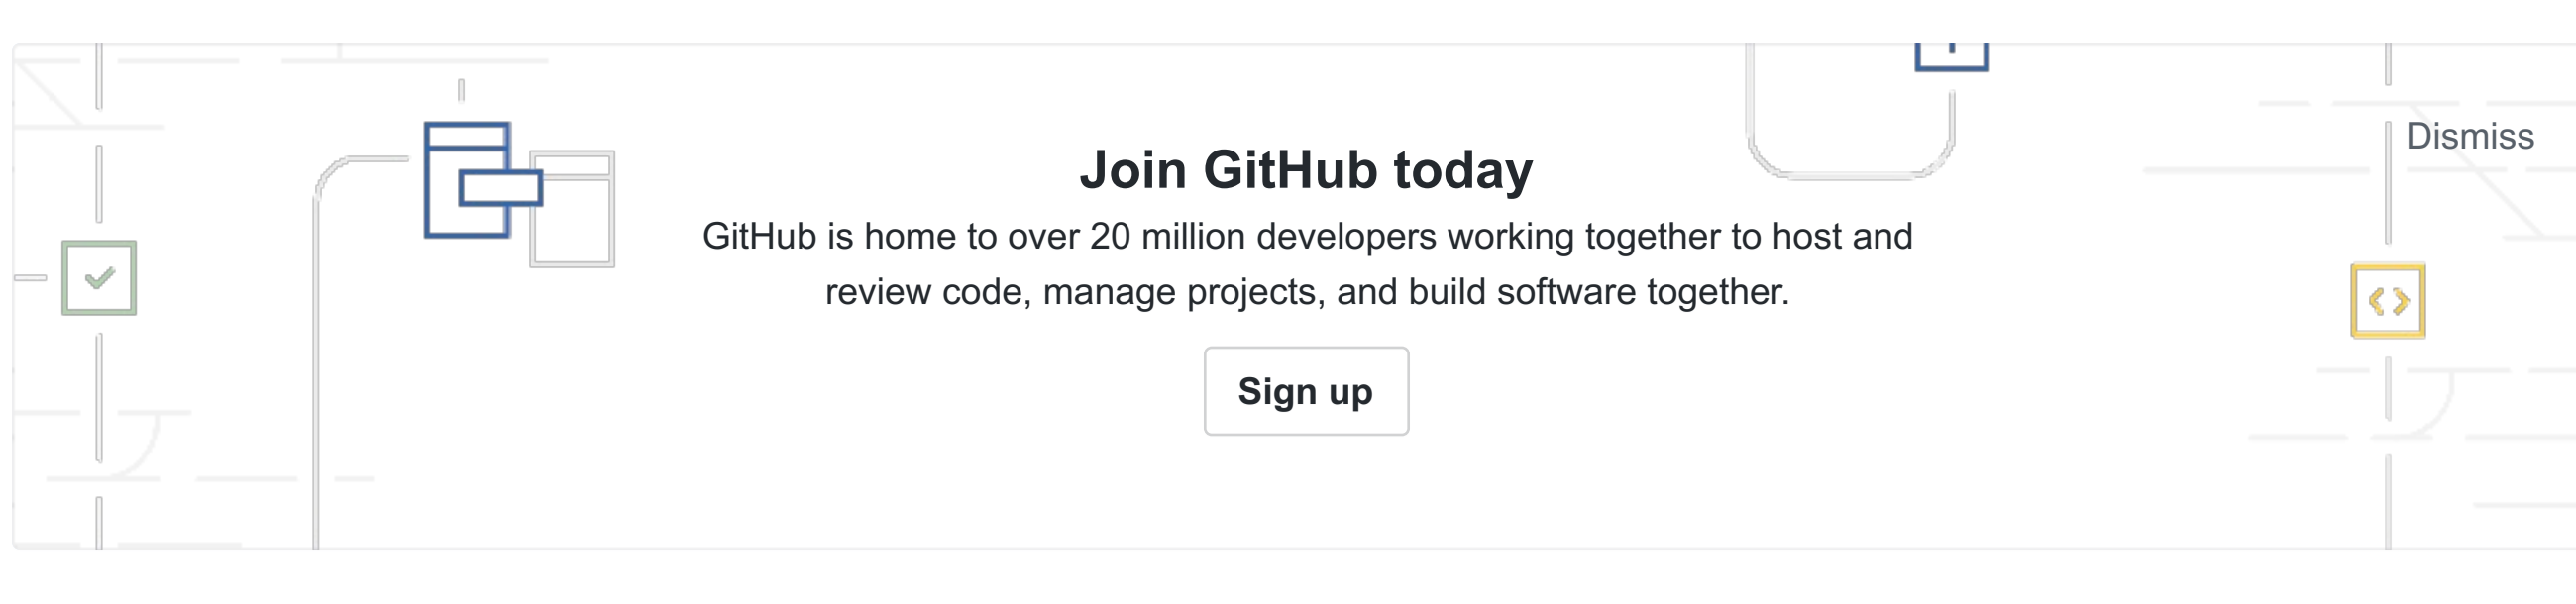 Dismiss
Join GitHub today
GitHub is home to over 20 million developers working together to host and
review code, manage projects, and build software together.
Sign up